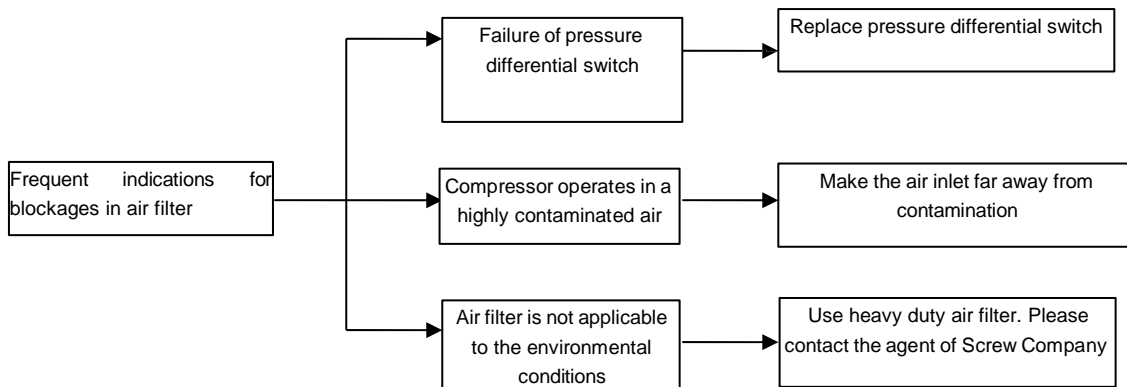 Failure of pressure
differential switch
Replace pressure differential switch
Frequent indications for
blockages in air filter
Compressor operates in a
highly contaminated air
Make the air inlet far away from
contamination
Air filter is not applicable
to the environmental
conditions
Use heavy duty air filter. Please
contact the agent of Screw Company